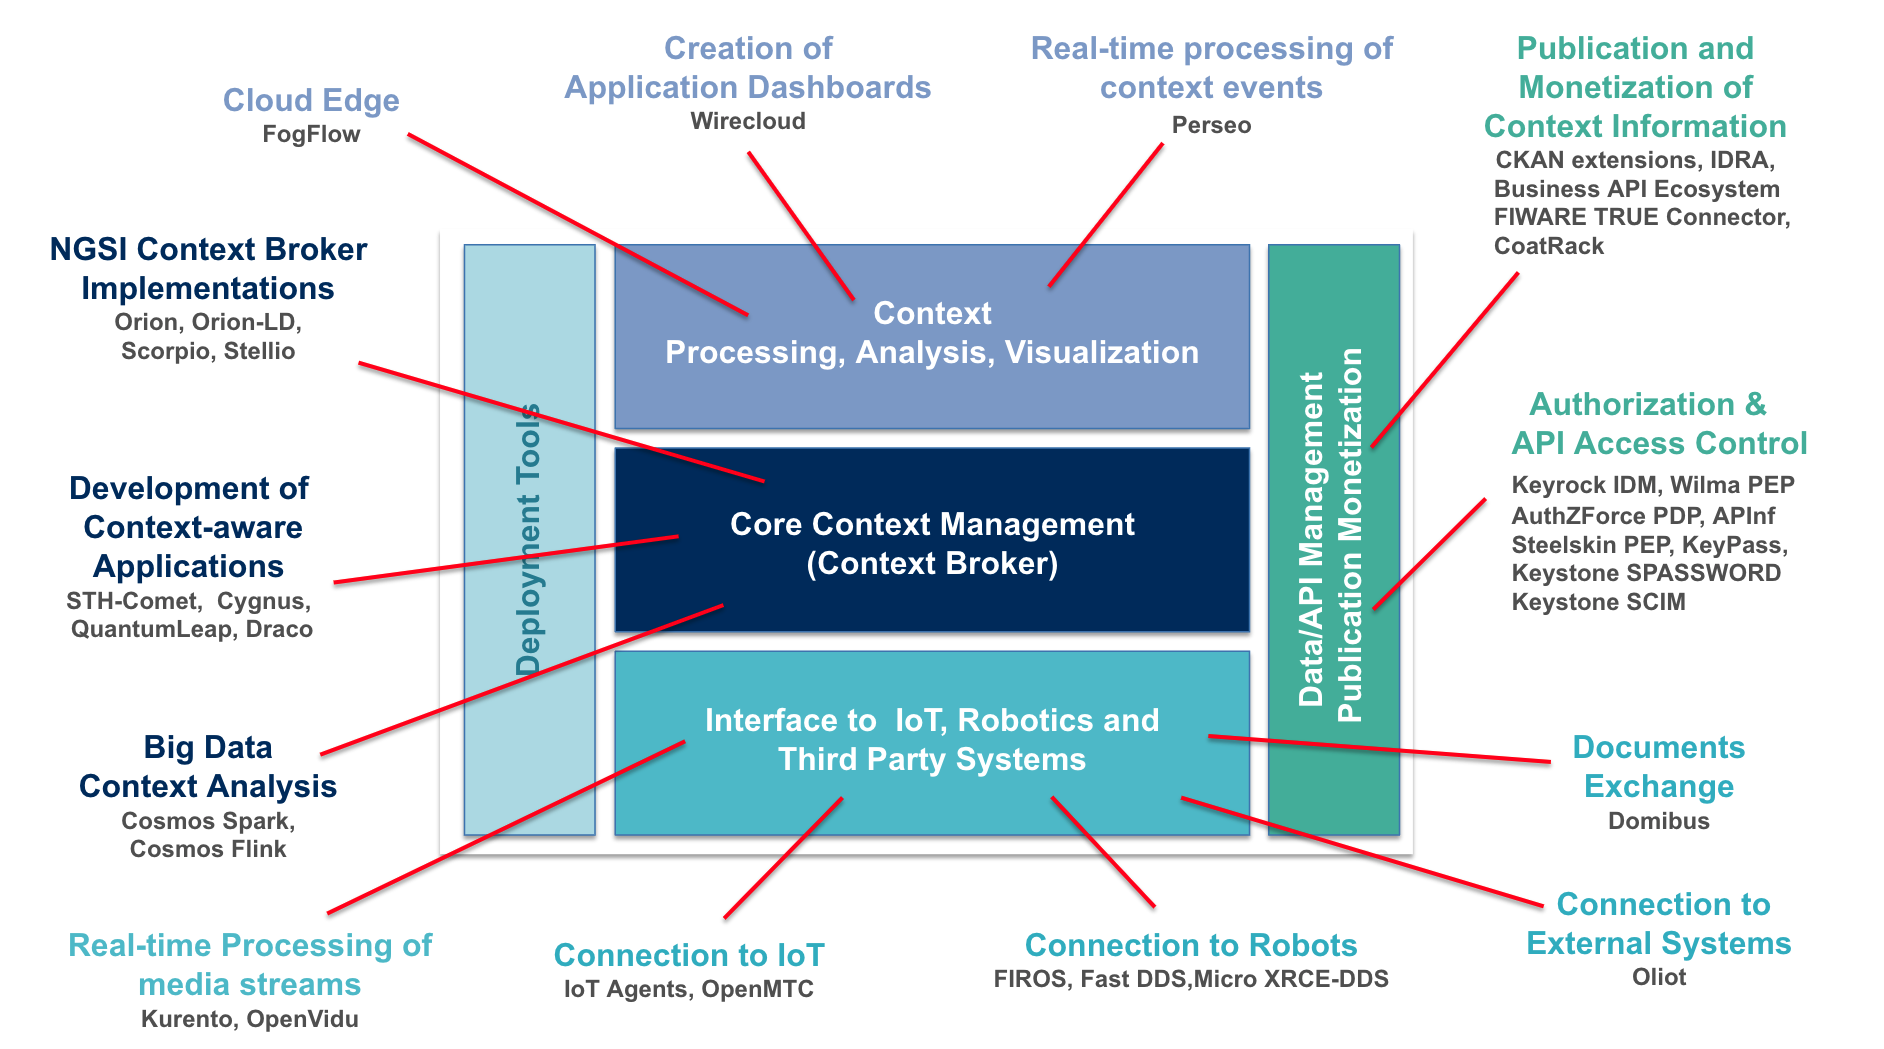 Cloud Edge
FogFlow
Creation of
Application Dashboards
Wirecloud
Real-time processing of
context events
Perseo
Publication and
Monetization of
Context Information
CKAN extensions, IDRA,
Business API Ecosystem
FIWARE TRUE Connector,
CoatRack
NGSI Context Broker
Implementations
Orion, Orion-LD,
Scorpio, Stellio
Development of
Context-aware
Applications
STH-Comet, Cygnus,
QuantumLeap, Draco
Big Data
Context Analysis
Cosmos Spark,
Cosmos Flink
Deployment Tools
Context
Processing, Analysis, Visualization
Core Context Management
(Context Broker)
Interface to IoT, Robotics and
Third Party Systems
Data/API Management
Publication Monetization
Authorization &
API Access Control
Keyrock IDM, Wilma PEP
AuthZForce PDP, APInf
Steelskin PEP, KeyPass,
Keystone SPASSWORD
Keystone SCIM
Documents
Exchange
Domibus
Real-time Processing of
media streams
Kurento, OpenVidu
Connection to IoT
IoT Agents, OpenMTC
Connection to Robots
FIROS, Fast DDS,Micro XRCE-DDS
Connection to
External Systems
Oliot